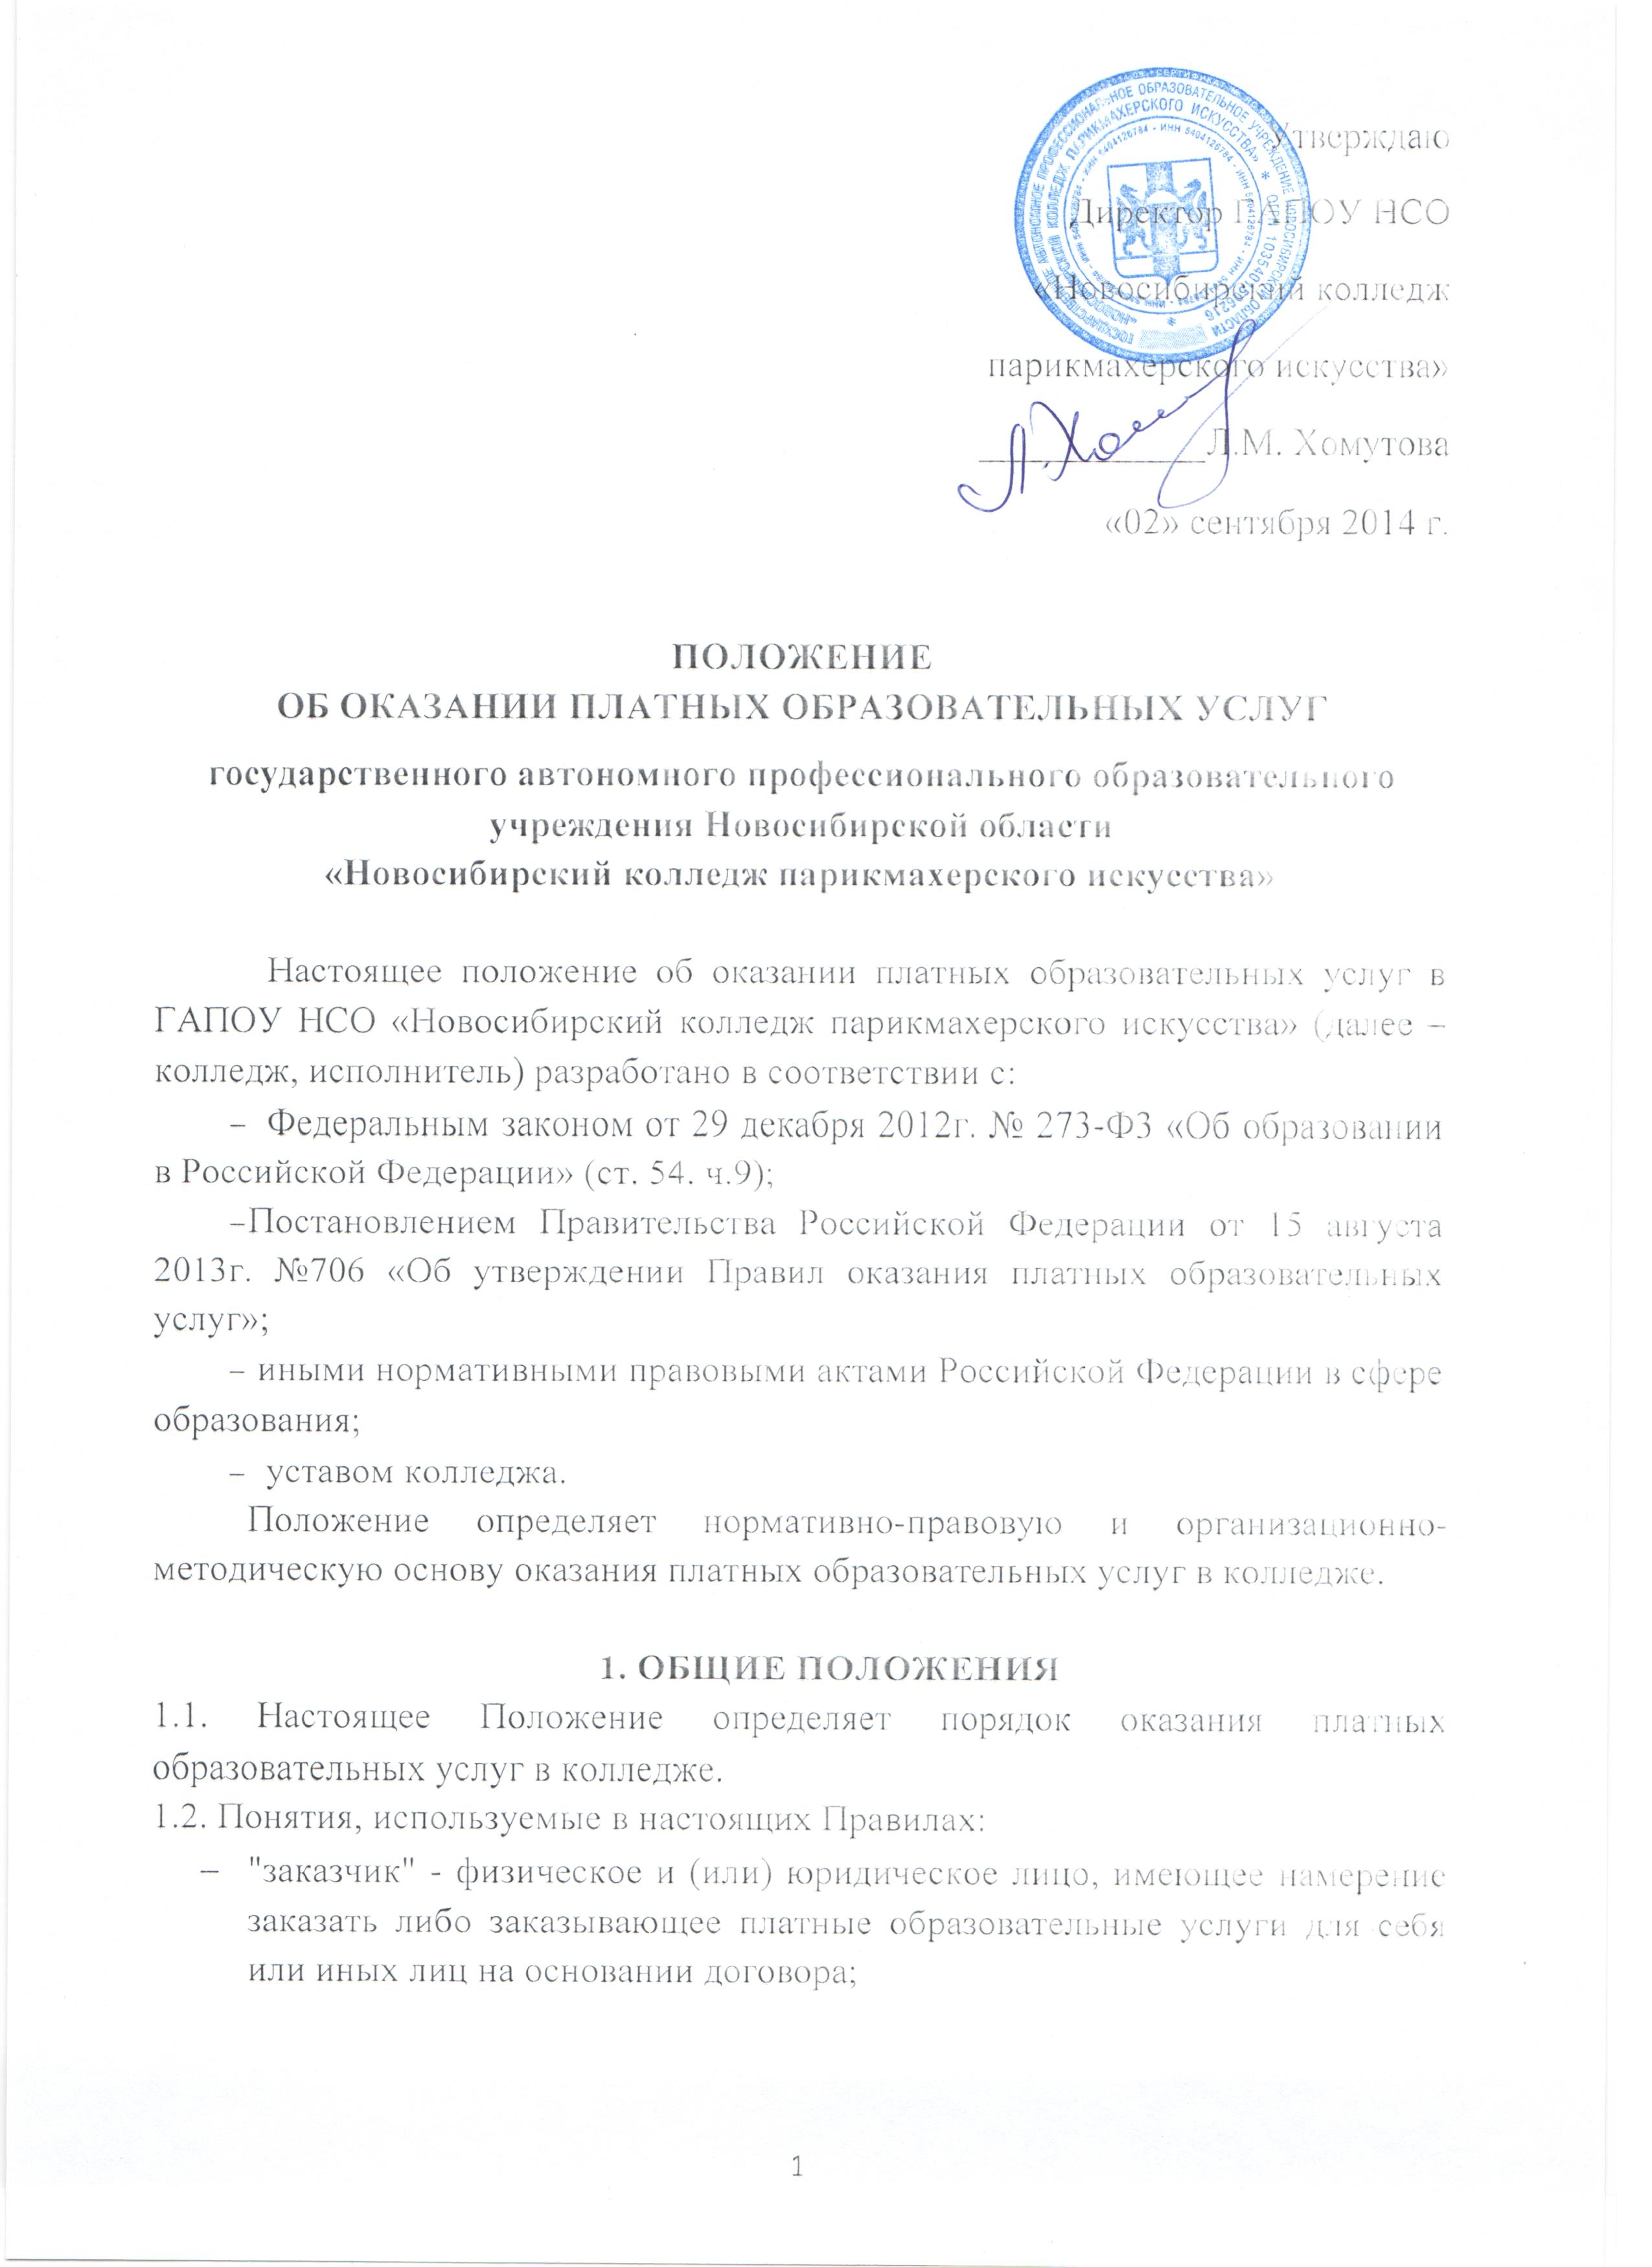 Утверждаю
Директор ГАПОУ НСО
«Новосибирский колледж
парикмахерского искусства»
Л.М. Хомутова
«02» сентября 2014 г.
ПОЛОЖЕНИЕ
ОБ ОКАЗАНИИ ПЛАТНЫХ ОБРАЗОВАТЕЛЬНЫХ УСЛУГ
государственного автономного профессионального образовательного
учреждения Новосибирской области
«Новосибирский колледж парикмахерского искусства»
Настоящее положение об оказании платных образовательных услуг в
ГАПОУ НСО «Новосибирский колледж парикмахерского искусства» (далее –
колледж, исполнитель) разработано в соответствии с:
– Федеральным законом от 29 декабря 2012г. № 273-ФЗ «Об образовании
в Российской Федерации» (ст. 54. ч.9);
–Постановлением Правительства Российской Федерации от 15 августа
2013г. №706 «Об утверждении Правил оказания платных образовательных
услуг»;
– иными нормативными правовыми актами Российской Федерации в сфере
образования;
– уставом колледжа.
Положение определяет нормативно-правовую и организационно-
методическую основу оказания платных образовательных услуг в колледже.
1. ОБЩИЕ ПОЛОЖЕНИЯ
1.1. Настоящее Положение определяет порядок оказания платных
образовательных услуг в колледже.
1.2. Понятия, используемые в настоящих Правилах:
– "заказчик" - физическое и (или) юридическое лицо, имеющее намерение
заказать либо заказывающее платные образовательные услуги для себя
или иных лиц на основании договора;
1